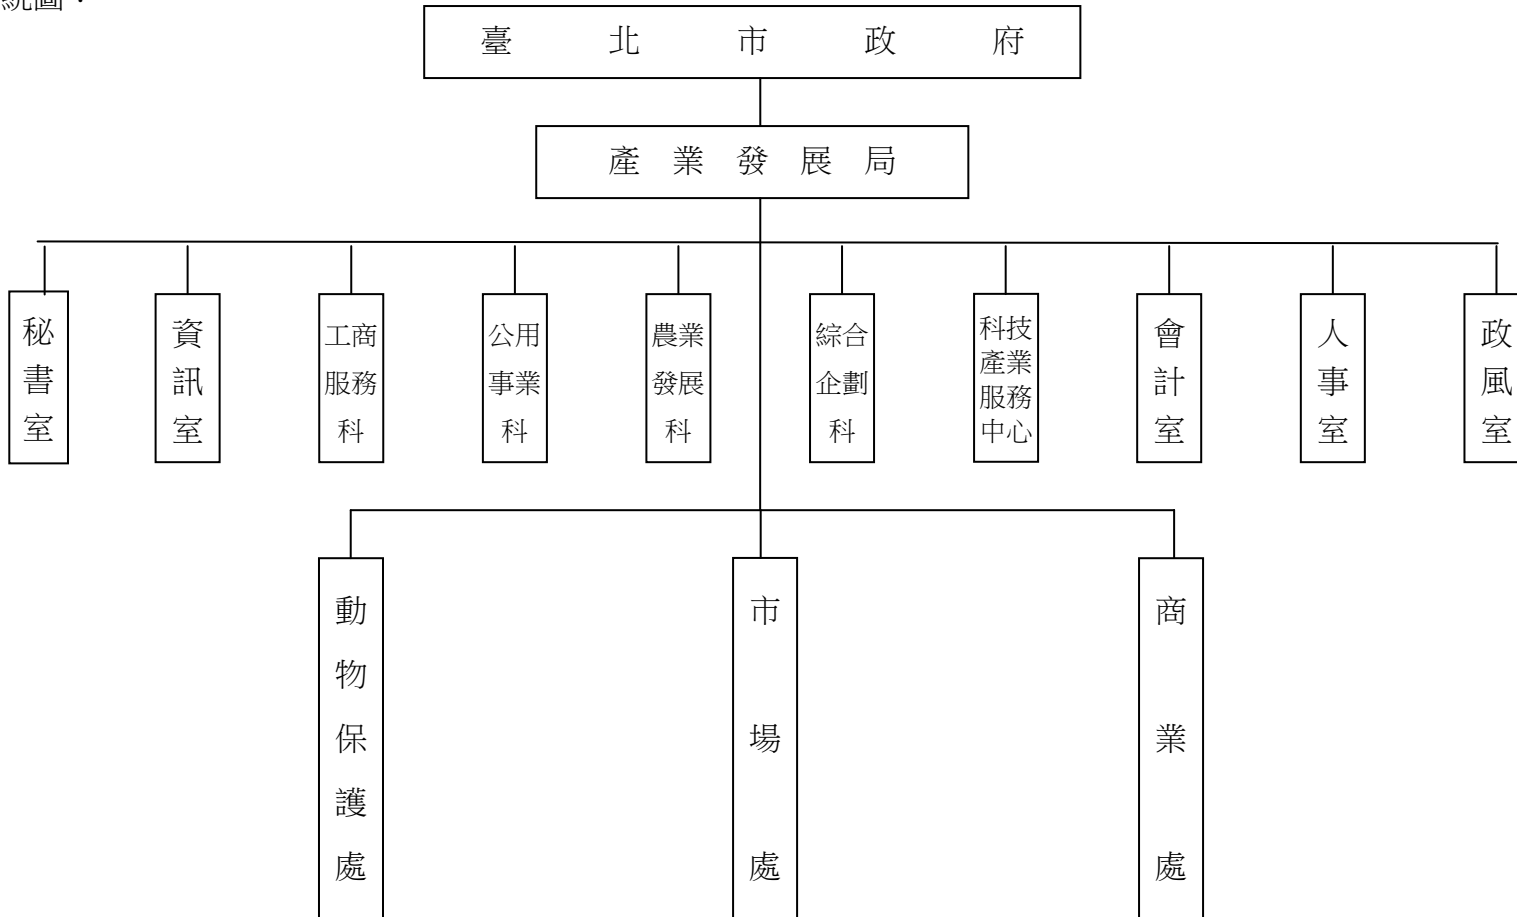 統圖：
臺北市政府
產業發展局
秘書室
資訊室
工商
服務
科
公用
事業
科
農業
發展
科
綜合
企劃
科
科技
產業
服務
中心
會計室
人事室
政風室
動物保護處
市場處
商業處